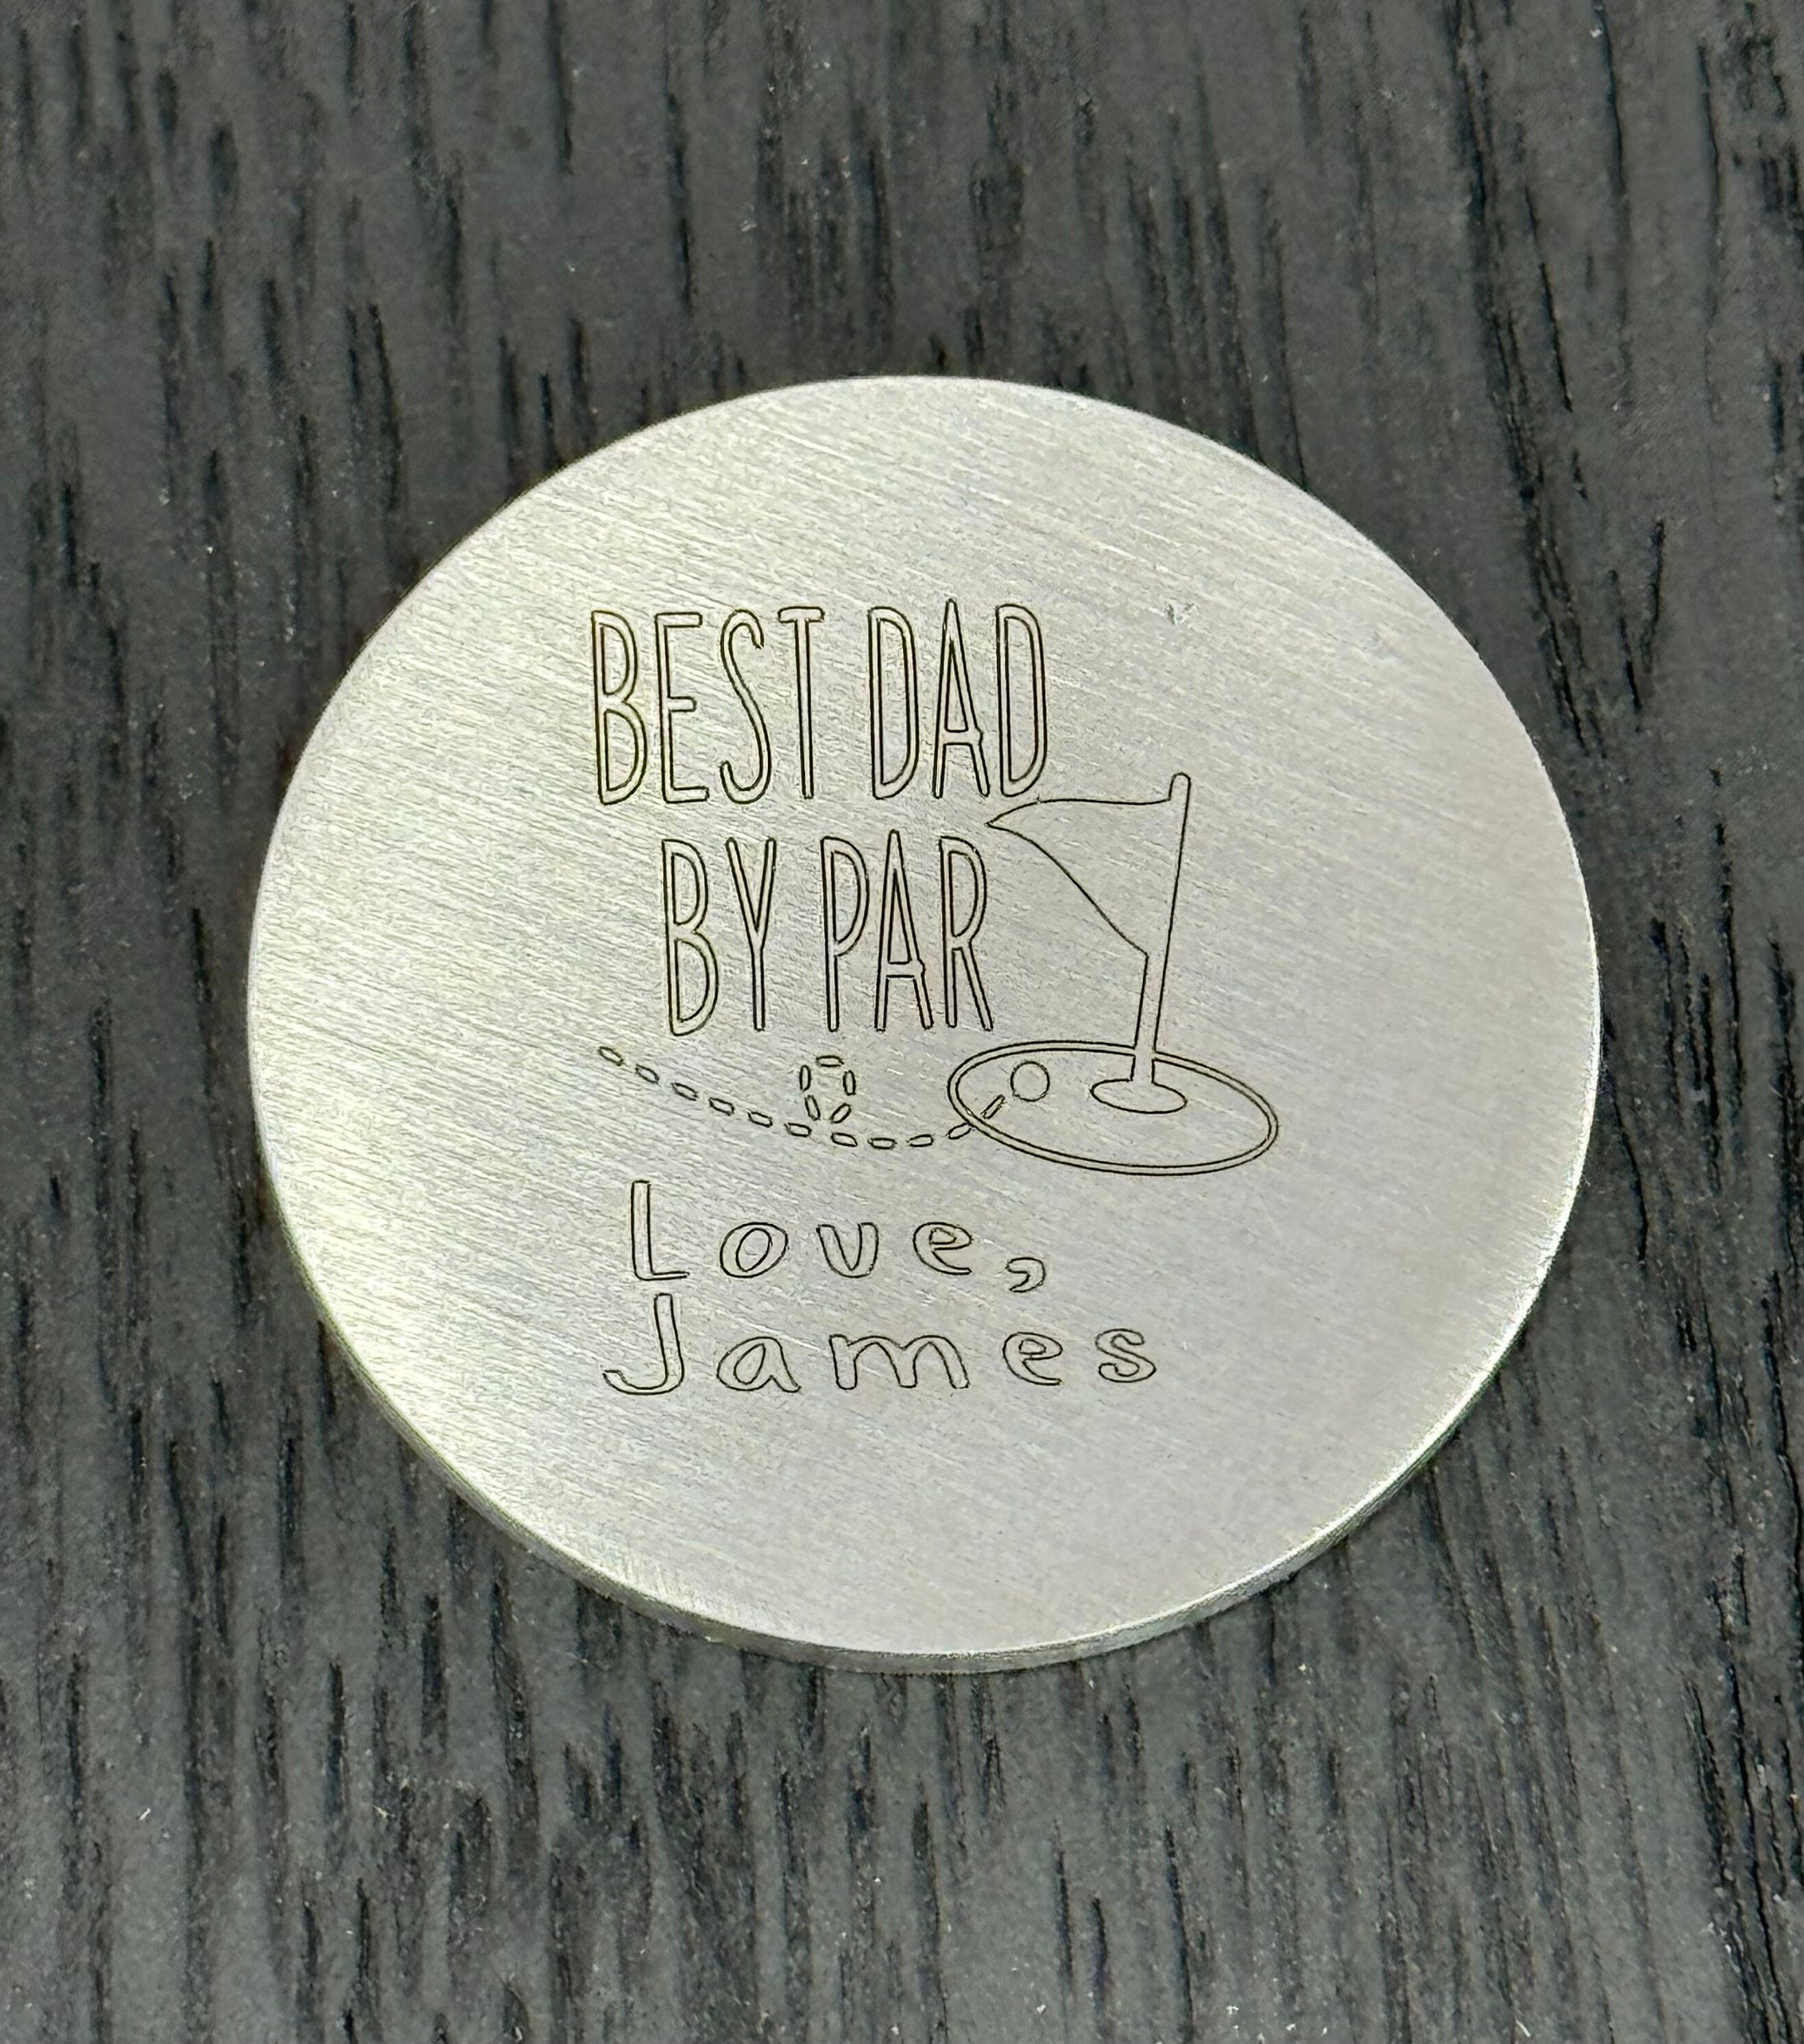 BEST DAD
BY PAR
Love,
James